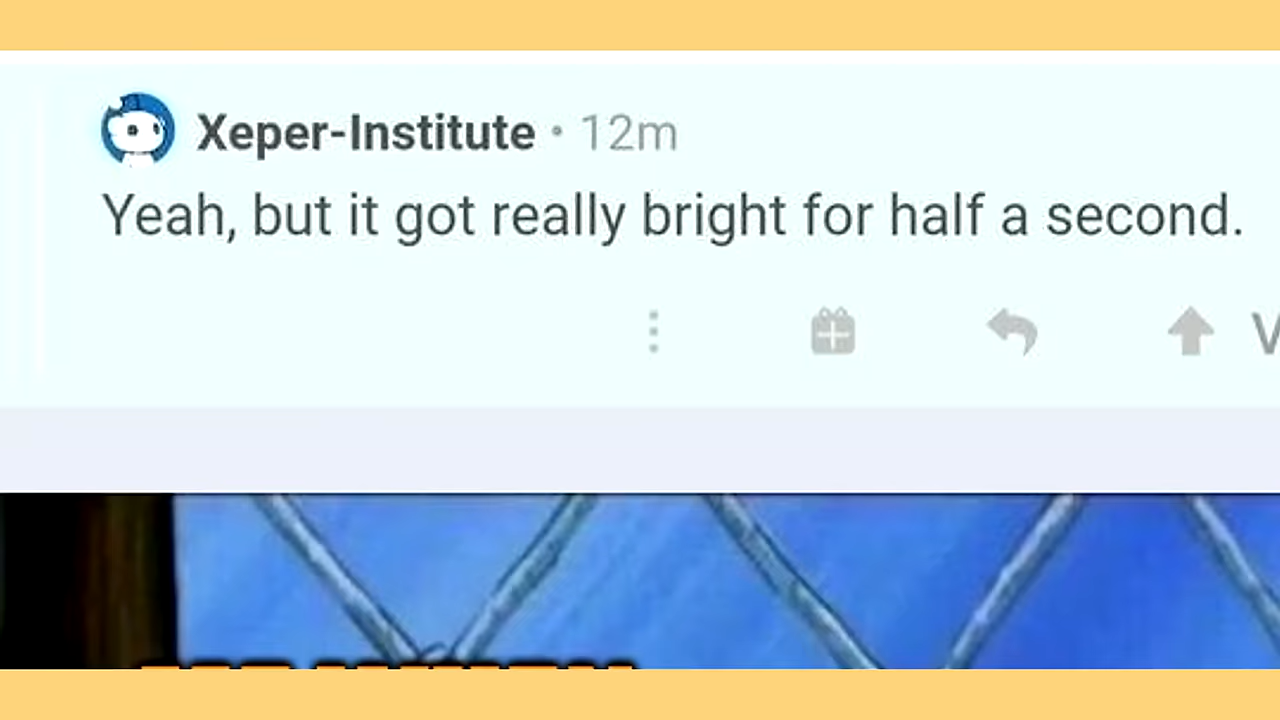 Xeper-Institute • 12m
Yeah, but it got really bright for half a second.